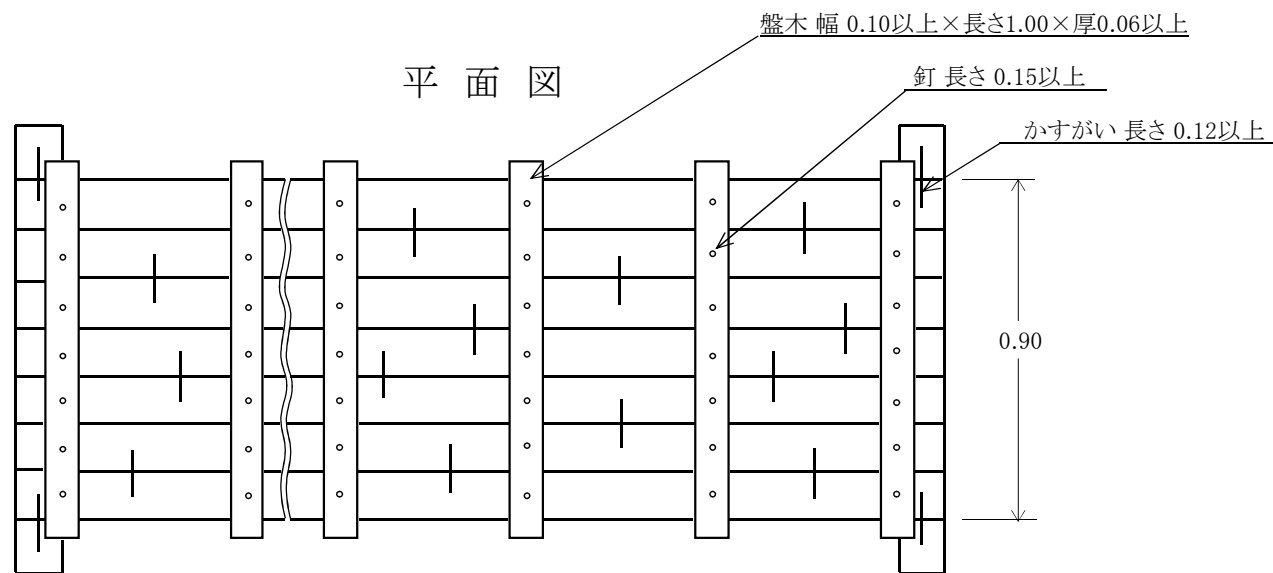 盤木 幅 0.10以上×長さ1.00×厚0.06以上
平 面 図
釘 長さ 0.15以上
かすがい 長さ 0.12以上
0.90